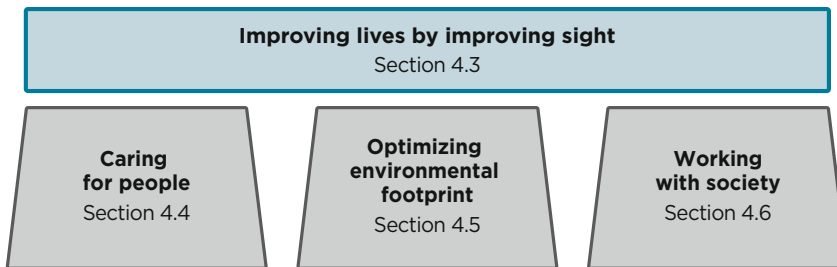 Improving lives by improving sight
Section 4.3
Caring
for people
Section 4.4
Optimizing
environmental
footprint
Section 4.5
Working
with society
Section 4.6